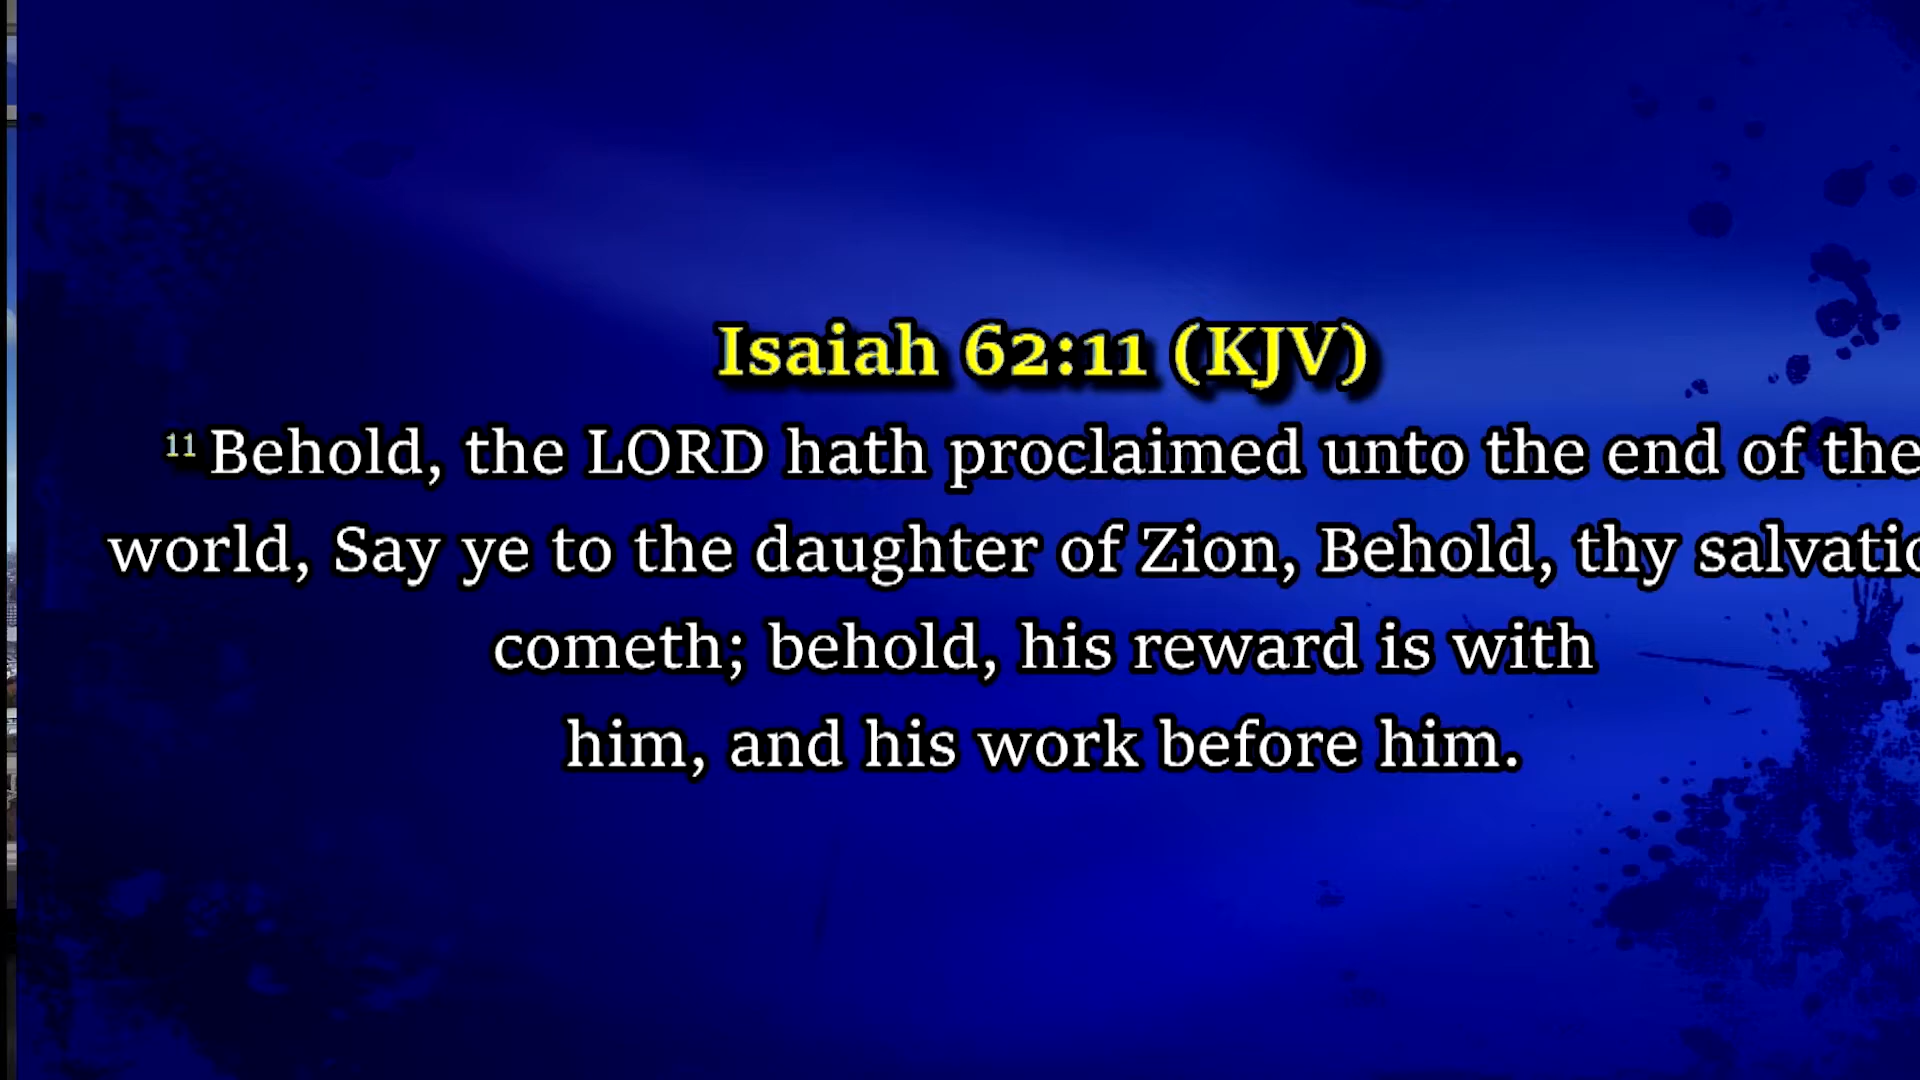 Isaiah 62:11 (KJV)
11 Behold, the LORD hath proclaimed unto the end of the
world, Say ye to the daughter of Zion, Behold, thy salvatio
cometh; behold, his reward is with
him, and his work before him.